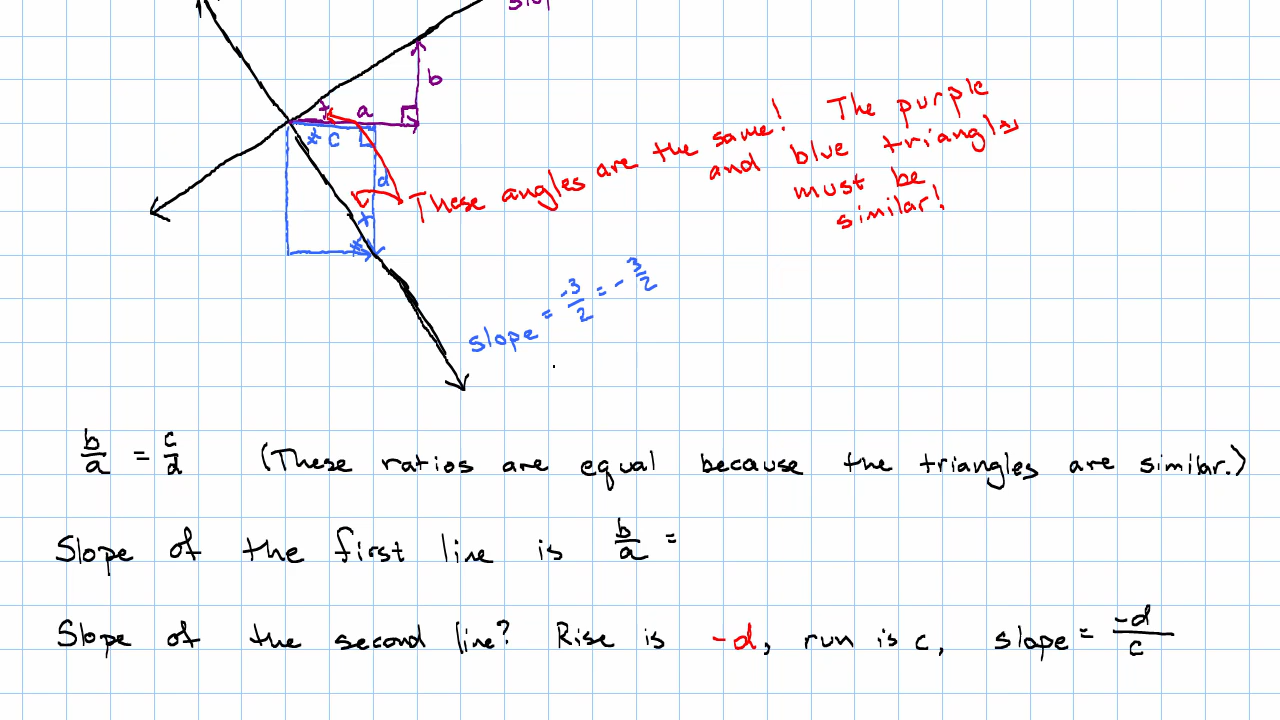 slop
b
a
x
* c
d
x
*
These angles are the same! The purple
and blue triangles
must be
similar!
slope = -3/2 = - 3/2
b/a = c/d (These ratios are equal because the triangles are similar.)
Slope of the first line is b/a =
Slope of the second line? Rise is -d, run is c, slope = -d/c